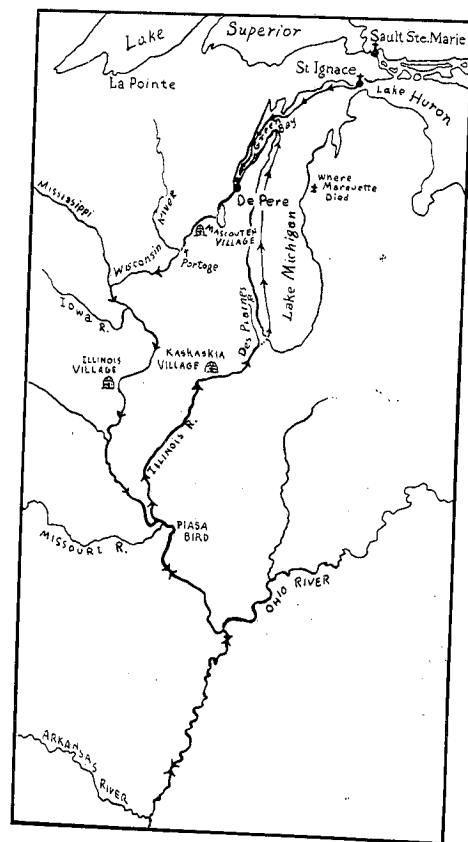 Lake
Superior
Sault Ste. Marie
La Pointe
St Ignace
Lake Huron
Green
Bay
Where
Marquette
Died
De Pere
Mississippi
River
Mascouten
Village
Wisconsin
Portage
Lake Michigan
Iowa R.
Des Plaines
R.
Illinois
Village
Kaskaskia
Village
Illinois R.
Piasa
Bird
Missouri R.
Ohio River
Arkansas
River